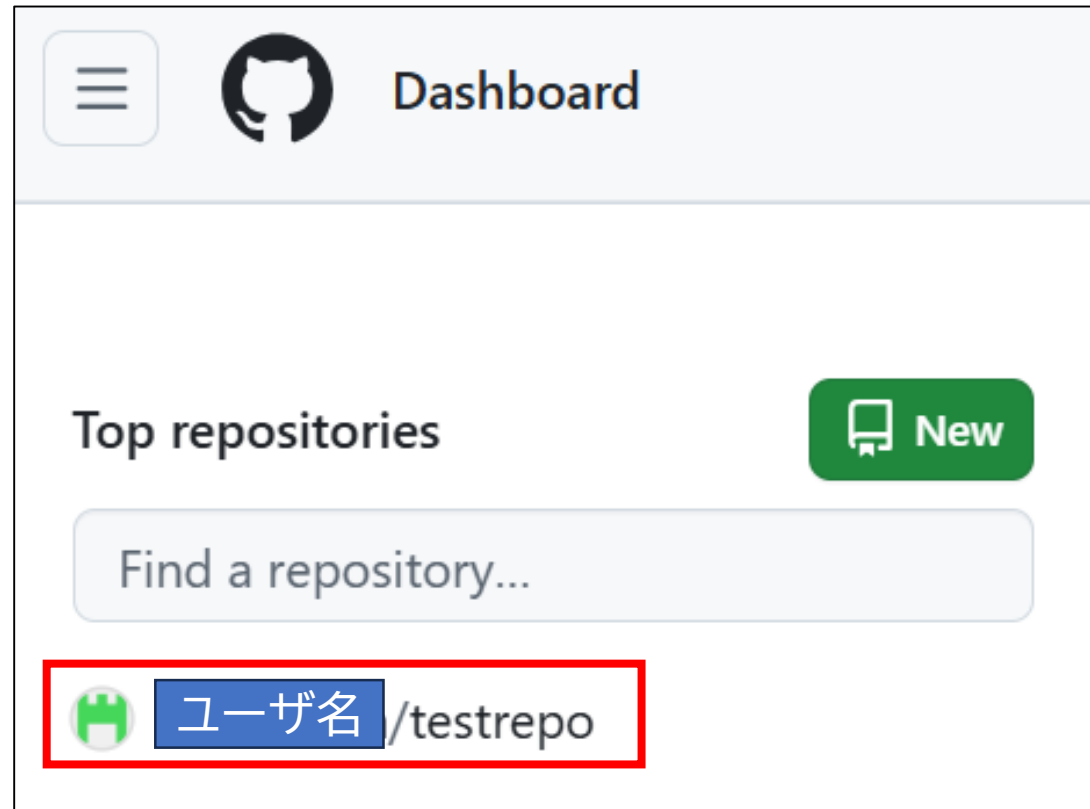 Dashboard
Top repositories
New
Find a repository...
ユーザ名/testrepo